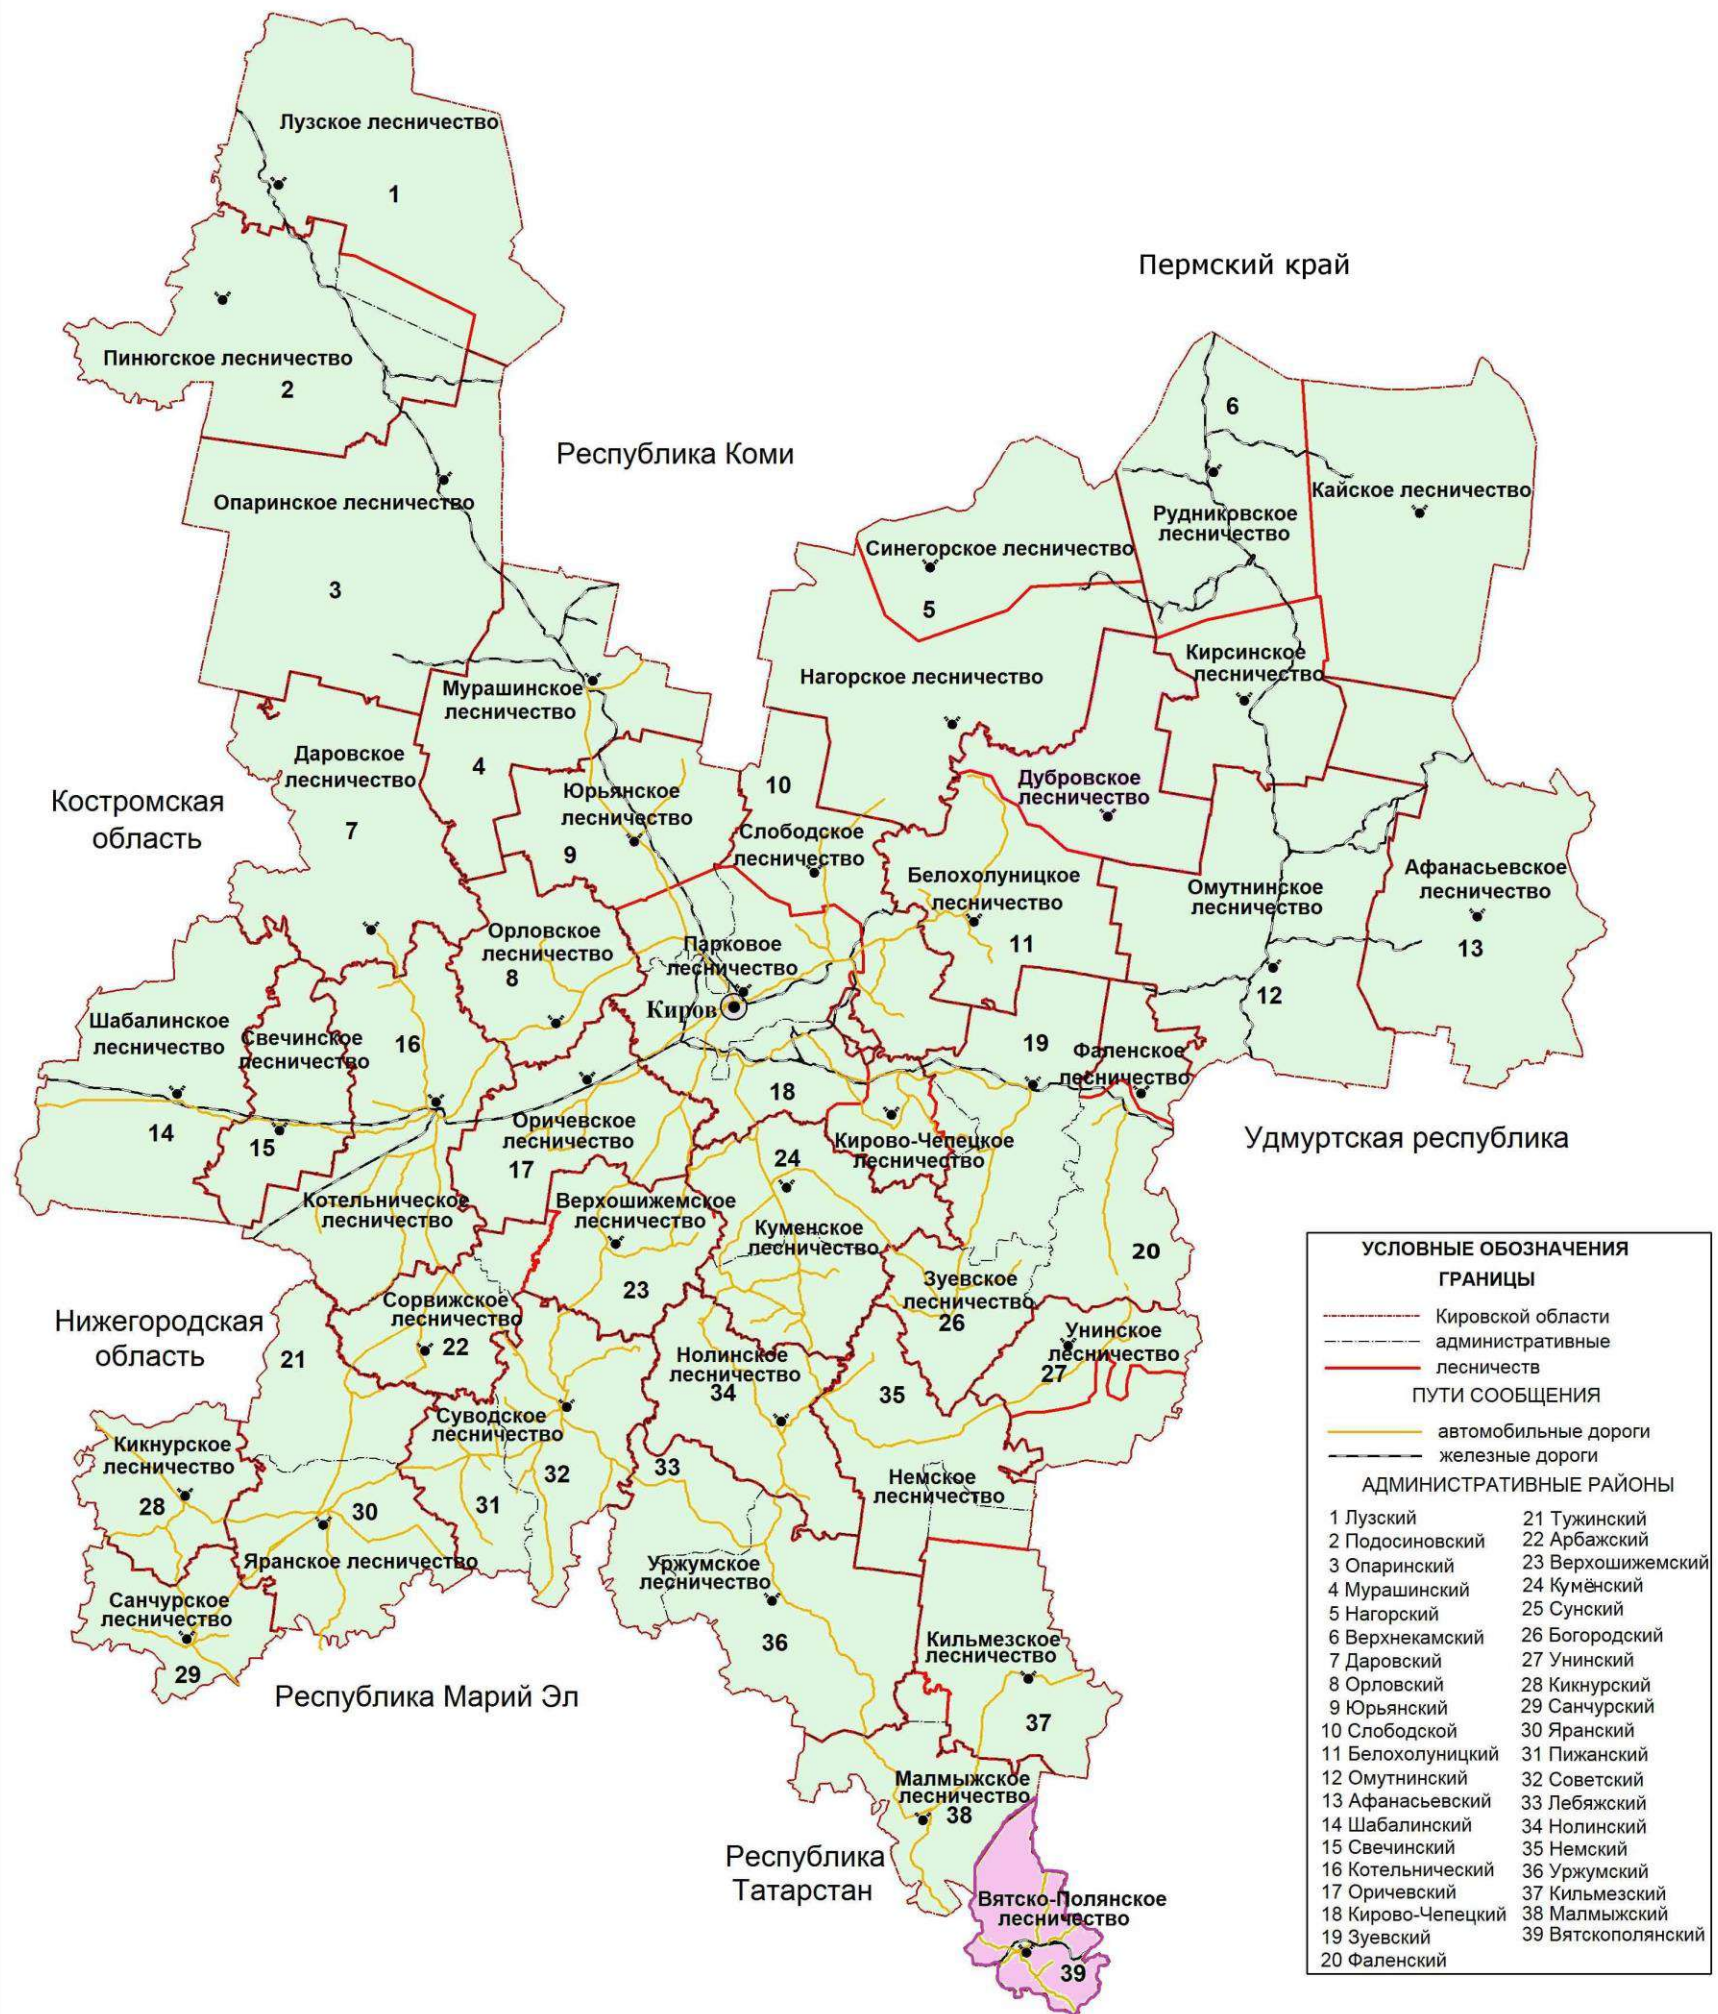 Лузское лесничество
1
Пермский край
Пинюгское лесничество
2
6
Республика Коми
Опаринское лесничество
Кайское лесничество
Рудниковское
лесничество
Синегорское лесничество
3
5
Кирсинское
лесничество
Нагорское лесничество
Мурашинское
лесничество
Даровское
лесничество
4
10
Дубровское
лесничество
Юрьянское
лесничество
Костромская
область
7
9
Слободское
лесничество
Белохолуницкое
лесничество
Афанасьевское
лесничество
Омутнинское
лесничество
Орловское
лесничество
8
Парковое
лесничество
11
13
12
Киров
Шабалинское
лесничество
Свечинское
лесничество
16
19
Фаленское
лесничество
18
14
15
Оричевское
лесничество
17
Кирово-Чепецкое
лесничество
Удмуртская республика
24
Котельническое
лесничество
Верхошижемское
лесничество
Куменское
лесничество
20
23
Зуевское
лесничество
26
Сорвижское
лесничество
22
Нижегородская
область
21
Унинское
лесничество
27
Нолинское
лесничество
34
35
Суводское
лесничество
Кикнурское
лесничество
28
33
32
31
30
Немское
лесничество
Яранское лесничество
Уржумское
лесничество
Санчурское
лесничество
29
36
Кильмезское
лесничество
37
Республика Марий Эл
Малмыжское
лесничество
38
Республика
Татарстан
Вятско-Полянское
лесничество
39
УСЛОВНЫЕ ОБОЗНАЧЕНИЯ
ГРАНИЦЫ
Кировской области
административные
лесничеств
ПУТИ СООБЩЕНИЯ
автомобильные дороги
железные дороги
АДМИНИСТРАТИВНЫЕ РАЙОНЫ
1 Лузский
2 Подосиновский
3 Опаринский
4 Мурашинский
5 Нагорский
6 Верхнекамский
7 Даровский
8 Орловский
9 Юрьянский
10 Слободской
11 Белохолуницкий
12 Омутнинский
13 Афанасьевский
14 Шабалинский
15 Свечинский
16 Котельнический
17 Оричевский
18 Кирово-Чепецкий
19 Зуевский
20 Фаленский
21 Тужинский
22 Арбажский
23 Верхошижемский
24 Кумёнский
25 Сунский
26 Богородский
27 Унинский
28 Кикнурский
29 Санчурский
30 Яранский
31 Пижанский
32 Советский
33 Лебяжский
34 Нолинский
35 Немский
36 Уржумский
37 Кильмезский
38 Малмыжский
39 Вятскополянский